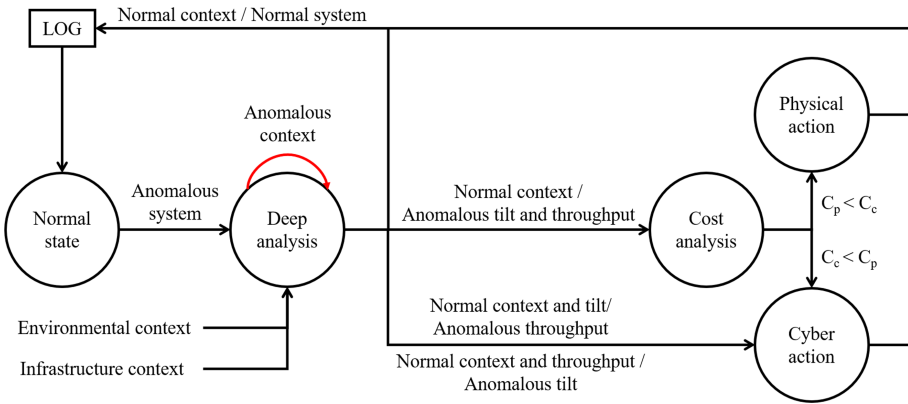 Normal context / Normal system
LOG
Physical
action
Anomalous
context
Anomalous
system
Normal
state
Deep
analysis
Normal context /
Anomalous tilt and throughput
Cost
analysis
Cp < Cc
Cc < Cp
Normal context and tilt/
Anomalous throughput
Environmental context
Infrastructure context
Normal context and throughput /
Anomalous tilt
Cyber
action